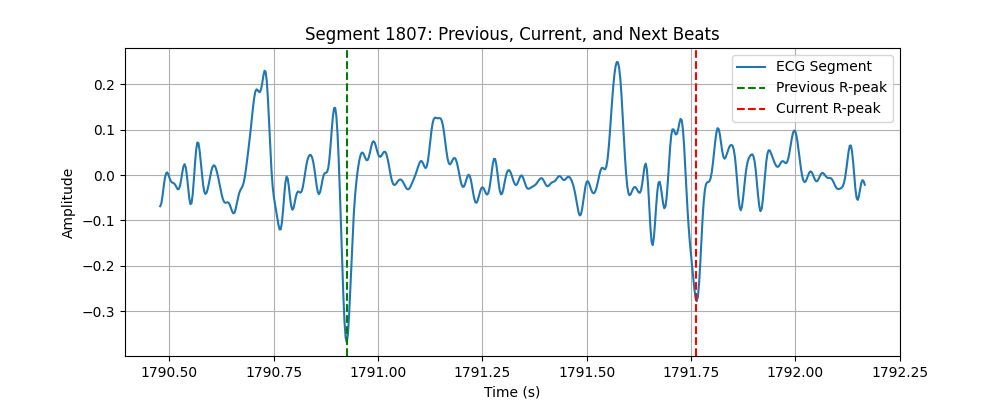 Segment 1807: Previous, Current, and Next Beats
ECG Segment
Previous R-peak
Current R-peak
0.2
0.1
0.0
−0.1
−0.2
−0.3
Amplitude
1790.50 1790.75 1791.00 1791.25 1791.50 1791.75 1792.00 1792.25
Time (s)